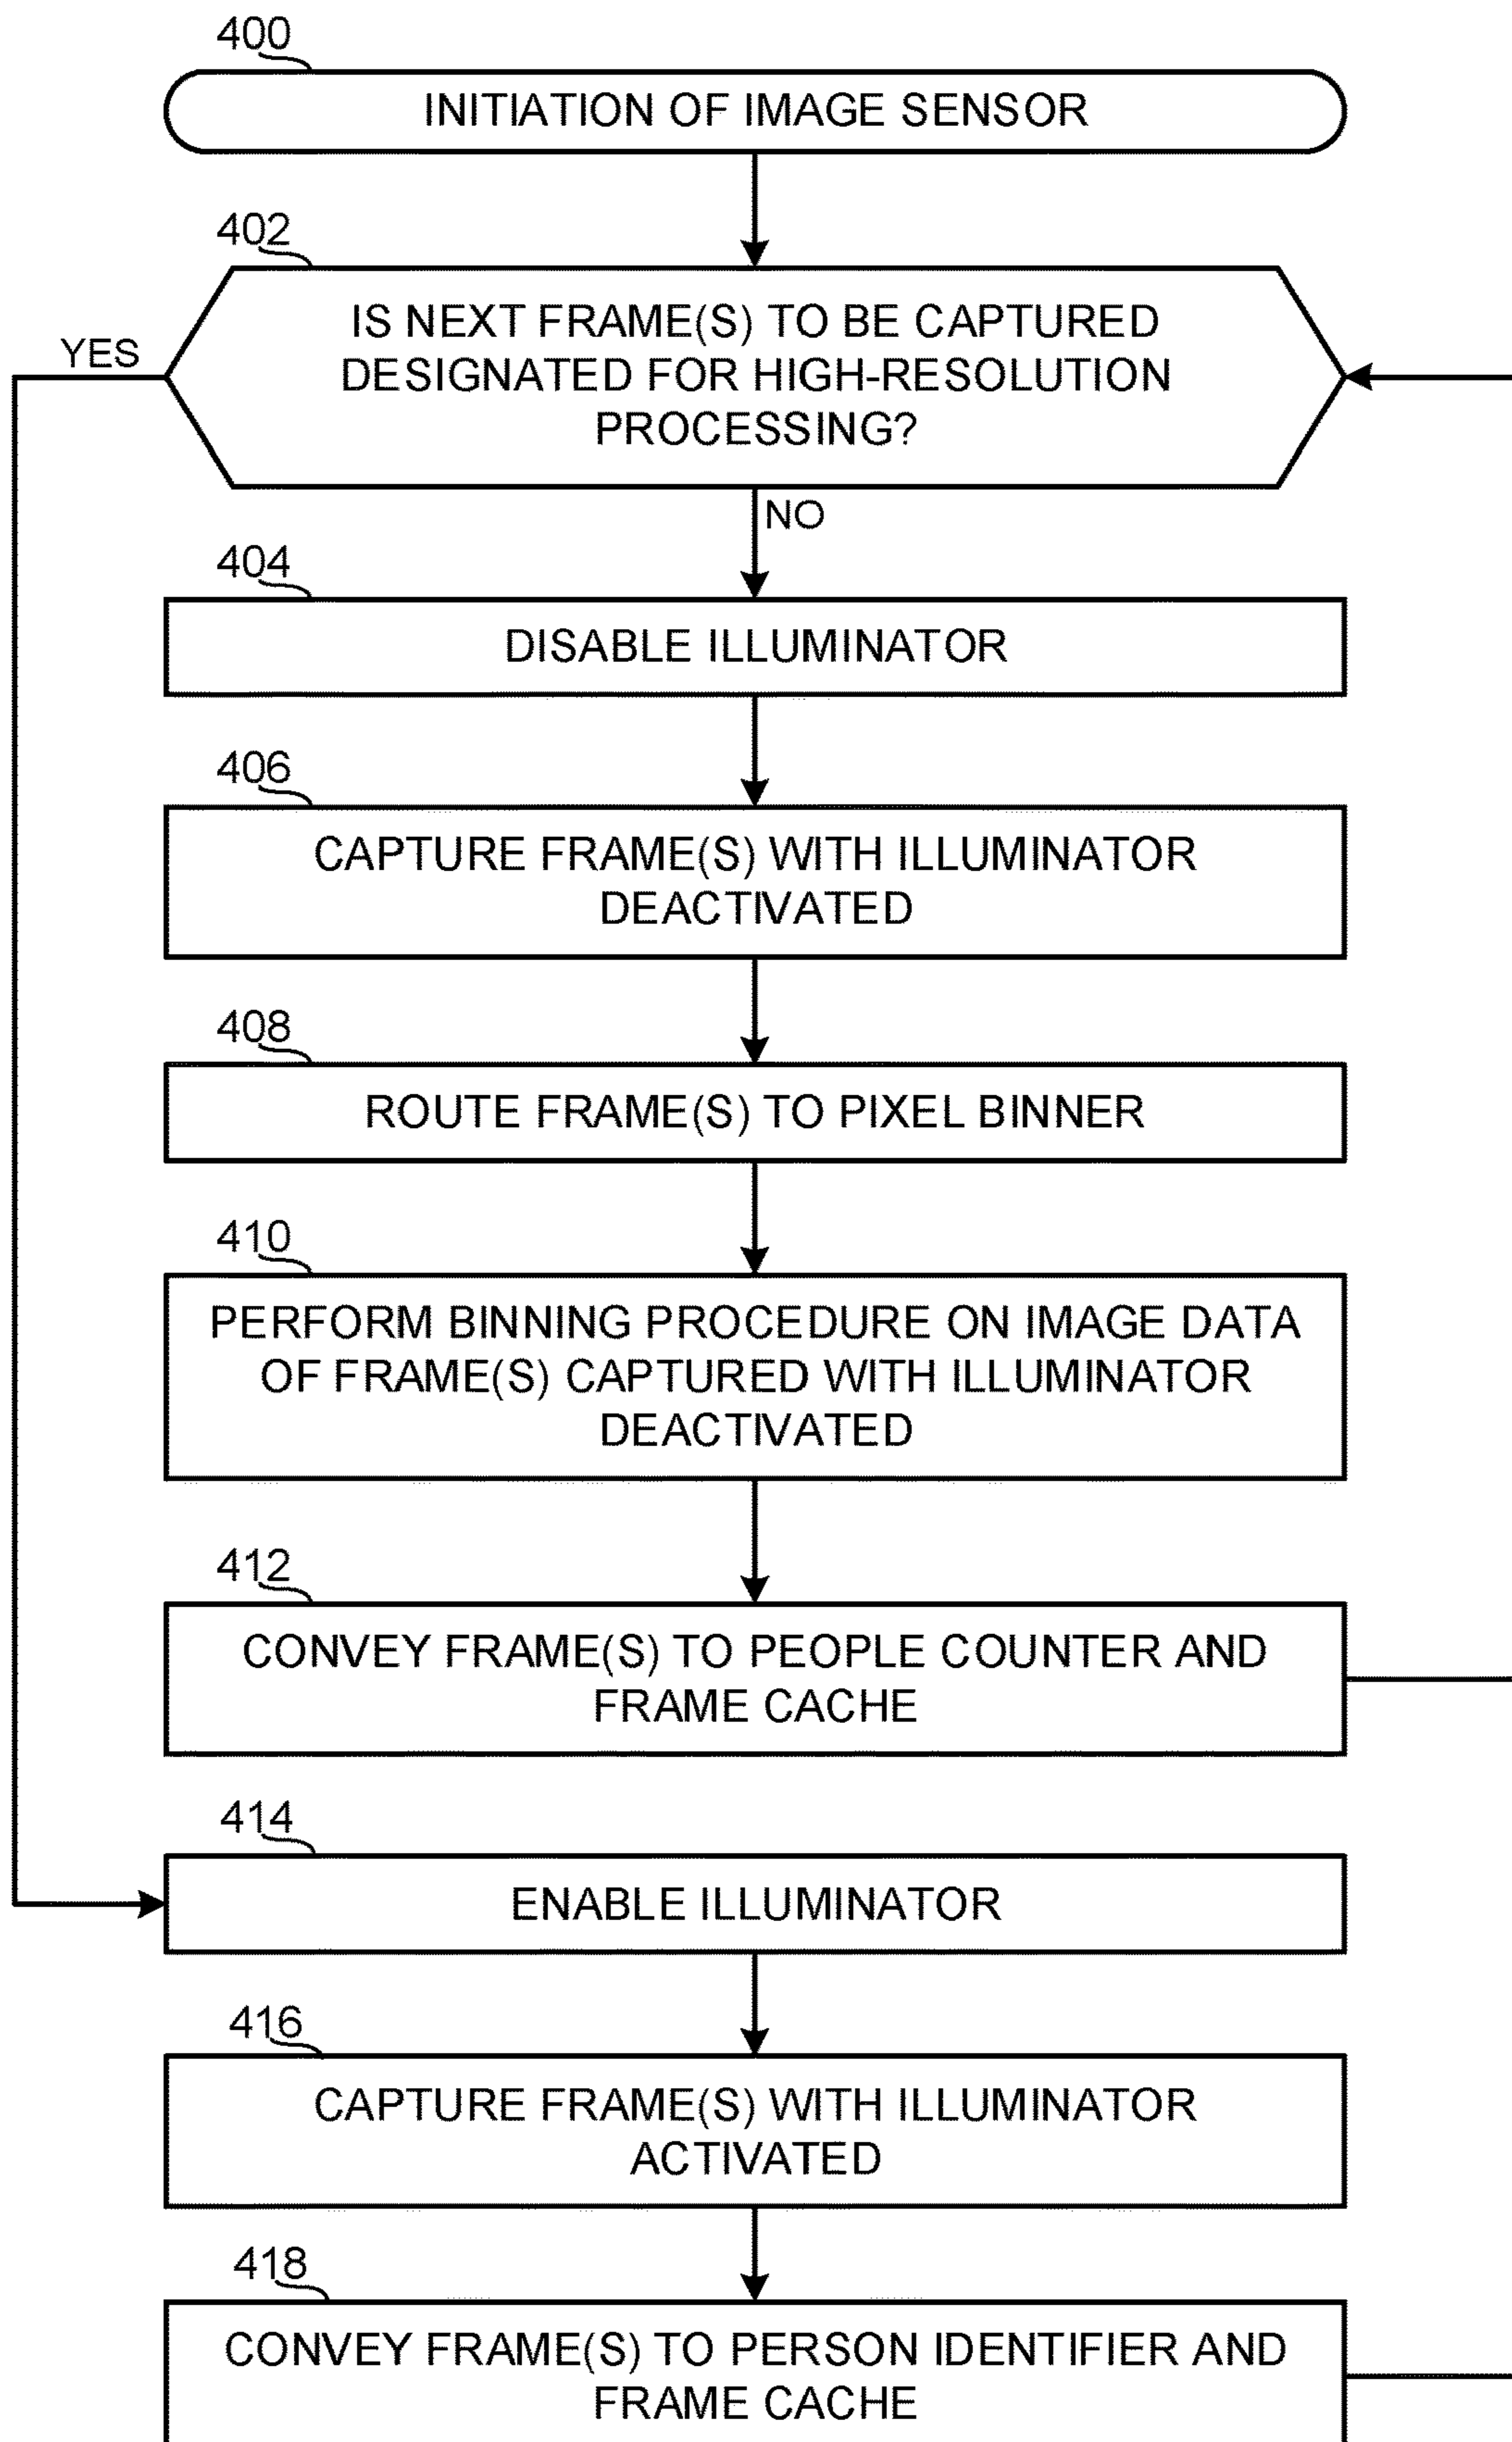 400
INITIATION OF IMAGE SENSOR
402
IS NEXT FRAME(S) TO BE CAPTURED
DESIGNATED FOR HIGH-RESOLUTION
PROCESSING?
YES
NO
404
DISABLE ILLUMINATOR
406
CAPTURE FRAME(S) WITH ILLUMINATOR
DEACTIVATED
408
ROUTE FRAME(S) TO PIXEL BINNER
410
PERFORM BINNING PROCEDURE ON IMAGE DATA
OF FRAME(S) CAPTURED WITH ILLUMINATOR
DEACTIVATED
412
CONVEY FRAME(S) TO PEOPLE COUNTER AND
FRAME CACHE
414
ENABLE ILLUMINATOR
416
CAPTURE FRAME(S) WITH ILLUMINATOR
ACTIVATED
418
CONVEY FRAME(S) TO PERSON IDENTIFIER AND
FRAME CACHE